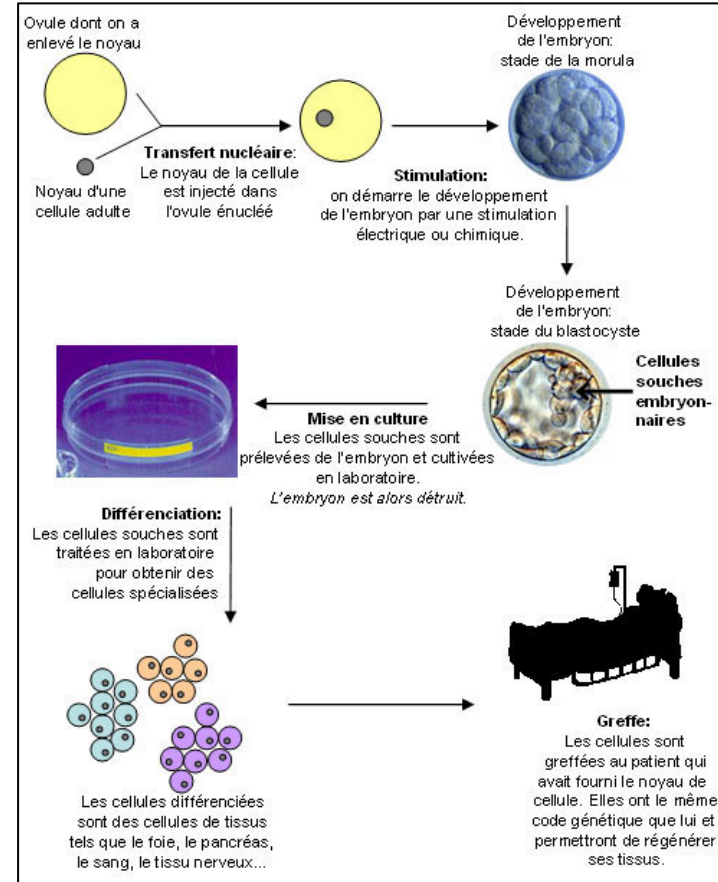 Ovule dont on a
enlevé le noyau
Noyau d'une
cellule adulte
Transfert nucléaire:
Le noyau de la cellule
est injecté dans
l'ovule énucléé
Stimulation:
on démarre le développement
de l'embryon par une stimulation
électrique ou chimique.
Développement
de l'embryon:
stade de la morula
Développement
de l'embryon:
stade du blastocyste
Cellules
souches
embryon-
naires
Mise en culture
Les cellules souches sont
prélevées de l'embryon et cultivées
en laboratoire.
L'embryon est alors détruit.
Différenciation:
Les cellules souches sont
traitées en laboratoire
pour obtenir des
cellules spécialisées
Les cellules différenciées
sont des cellules de tissus
tels que le foie, le pancréas,
le sang, le tissu nerveux...
Greffe:
Les cellules sont
greffées au patient qui
avait fourni le noyau de
cellule. Elles ont le même
code génétique que lui et
permettront de régénérer
ses tissus.